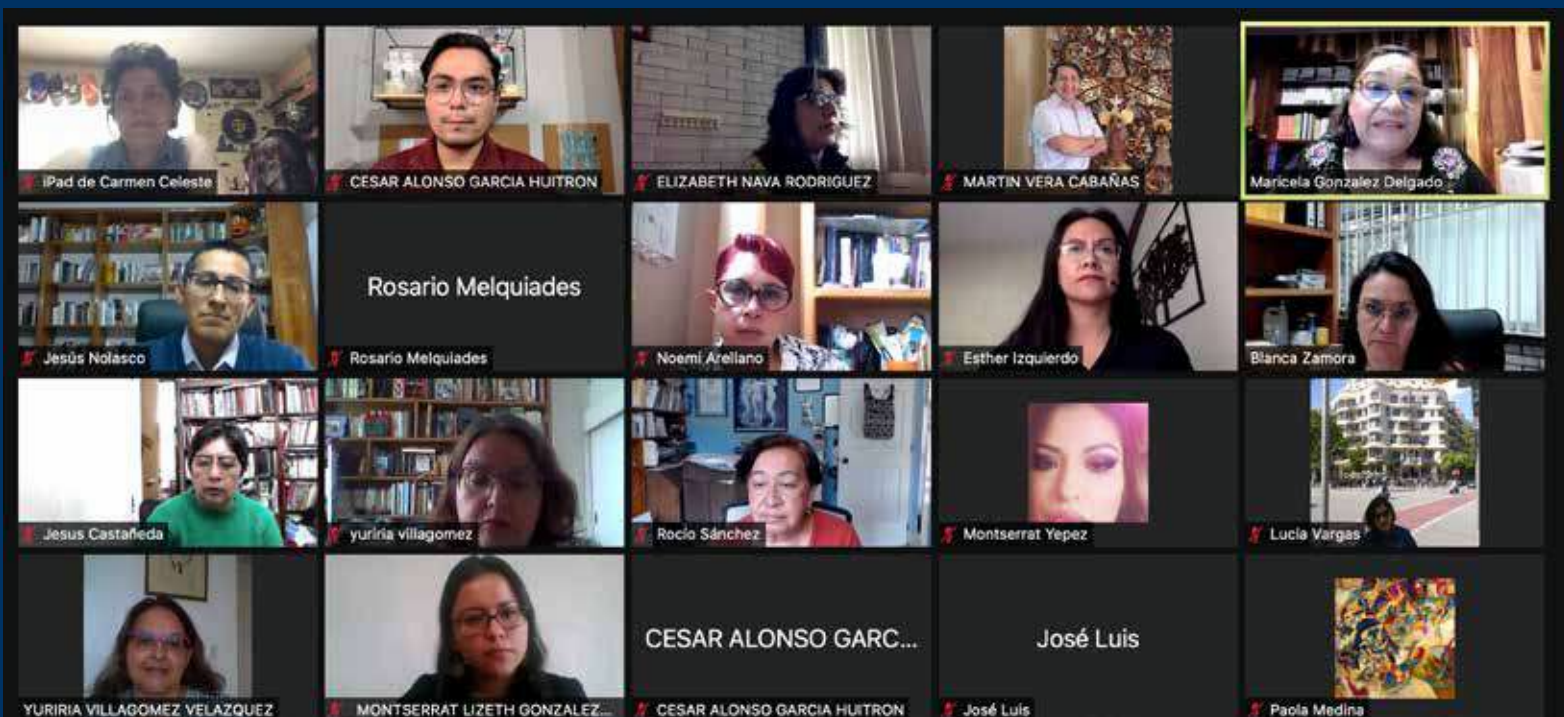 iPad de Carmen Celeste
CESAR ALONSO GARCIA HUITRON
ELIZABETH NAVA RODRIGUEZ
MARTIN VERA CABAÑAS
Maricela Gonzalez Delgado
Jesús Nolasco
Rosario Melquiades
Rosario Melquiades
Noemí Arellano
Esther Izquierdo
Blanca Zamora
Jesus Castañeda
yuriria villagomez
Rocío Sánchez
Montserrat Yepez
Lucía Vargas
YURIRIA VILLAGOMEZ VELAZQUEZ
MONTSERRAT LIZETH GONZALEZ...
CESAR ALONSO GARC...
CESAR ALONSO GARCIA HUITRON
José Luis
José Luis
Paola Medina